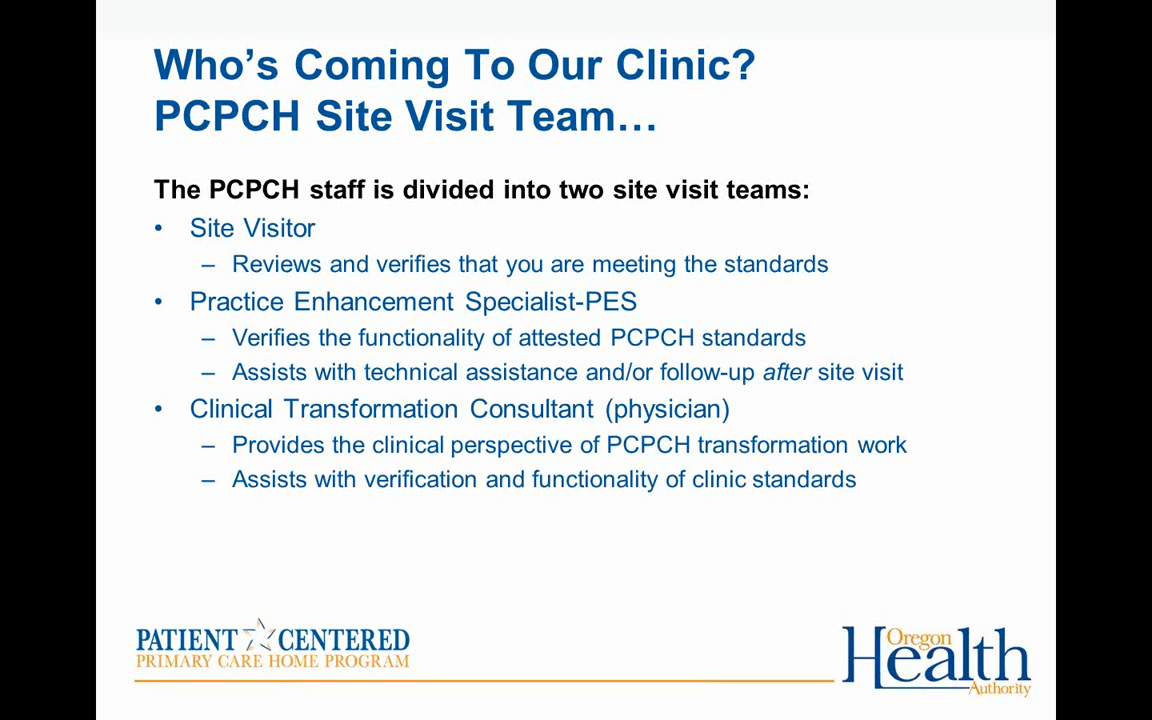 Who’s Coming To Our Clinic?
PCPCH Site Visit Team…
The PCPCH staff is divided into two site visit teams:
• Site Visitor
– Reviews and verifies that you are meeting the standards
• Practice Enhancement Specialist-PES
– Verifies the functionality of attested PCPCH standards
– Assists with technical assistance and/or follow-up after site visit
• Clinical Transformation Consultant (physician)
– Provides the clinical perspective of PCPCH transformation work
– Assists with verification and functionality of clinic standards
PATIENT CENTERED
PRIMARY CARE HOME PROGRAM
Oregon
Health
Authority